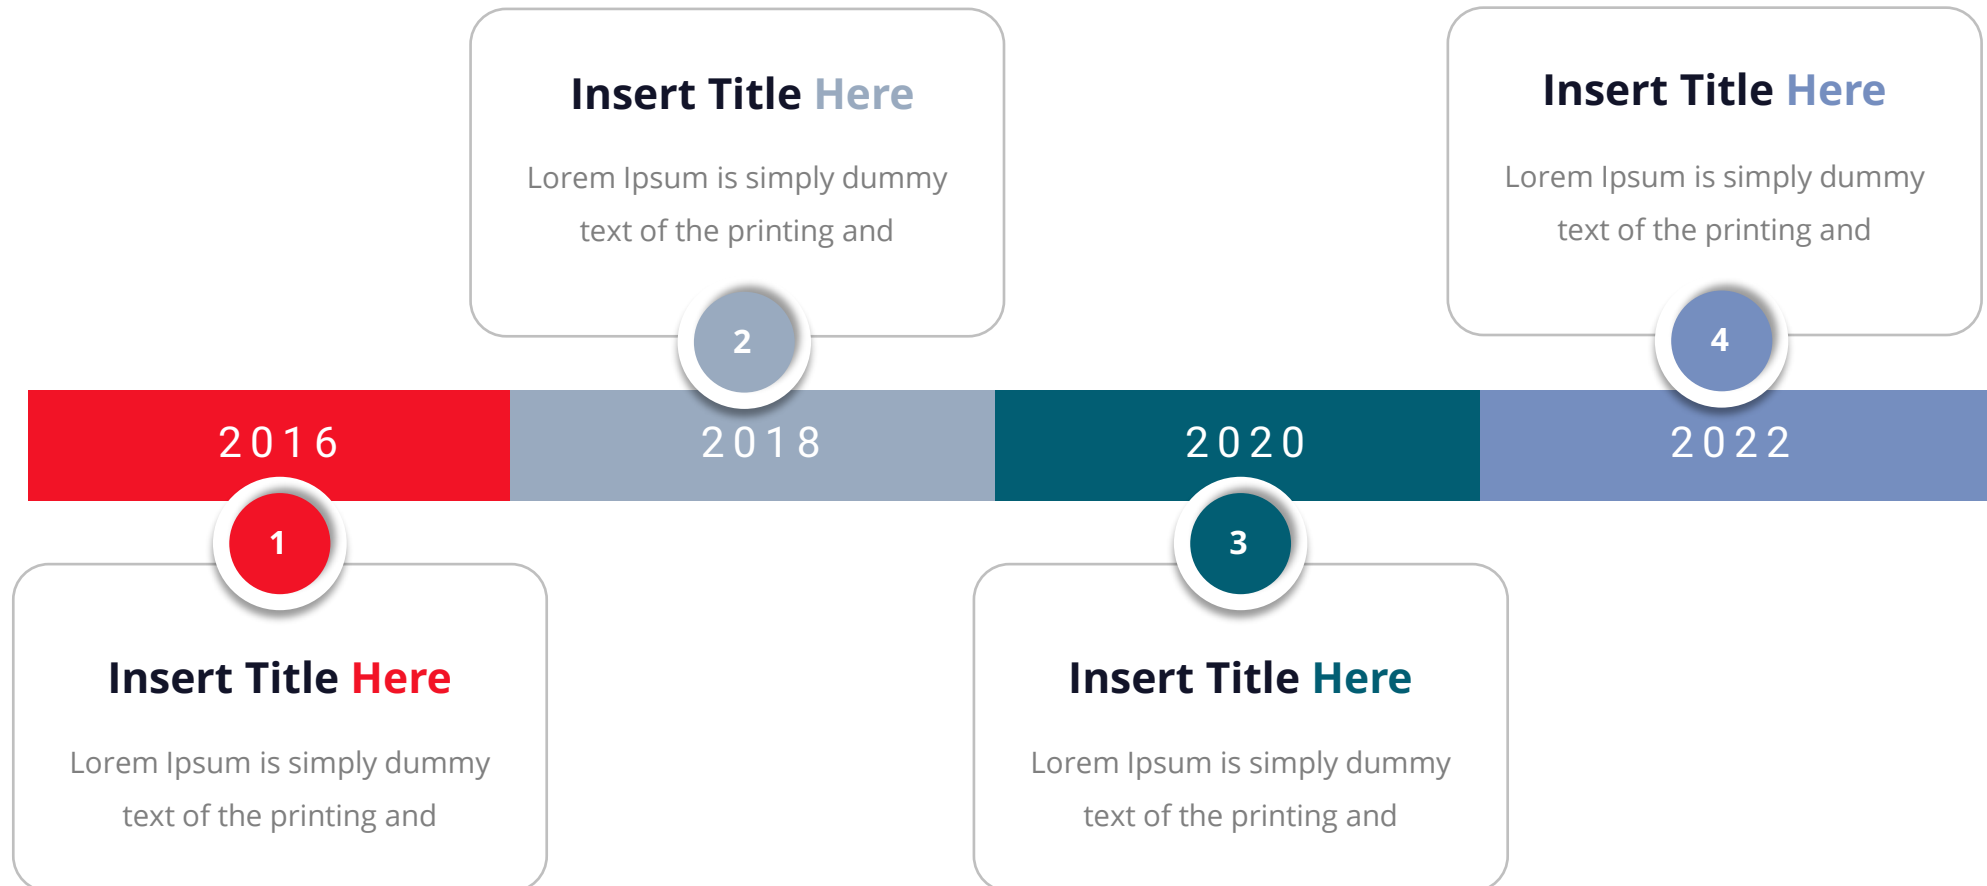 Insert Title Here
Lorem Ipsum is simply dummy
text of the printing and
2
Insert Title Here
Lorem Ipsum is simply dummy
text of the printing and
4
2016
2018
2020
2022
1
Insert Title Here
Lorem Ipsum is simply dummy
text of the printing and
3
Insert Title Here
Lorem Ipsum is simply dummy
text of the printing and